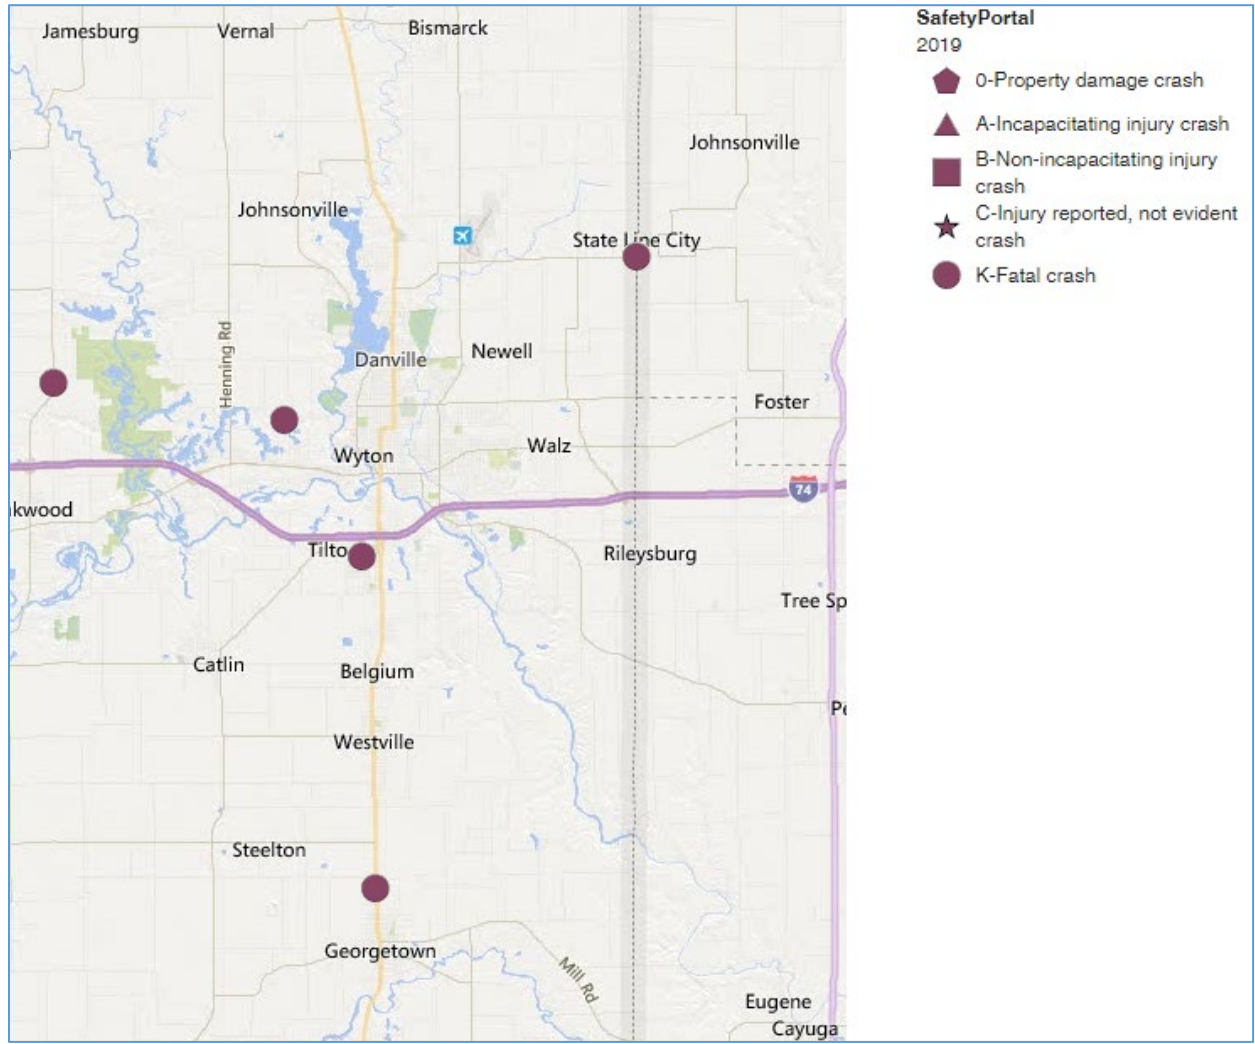 Jamesburg
Vernal
Bismarck
Johnsonville
Johnsonville
State Line City
Henning Rd
Danville
Newell
Foster
Wyton
Walz
74
kwood
Tilto
Rileysburg
Tree Sp
Catlin
Belgium
Pe
Westville
Steelton
Georgetown
Mill Rd
Eugene
Cayuga
SafetyPortal
2019
0-Property damage crash
A-Incapacitating injury crash
B-Non-incapacitating injury
crash
C-Injury reported, not evident
crash
K-Fatal crash